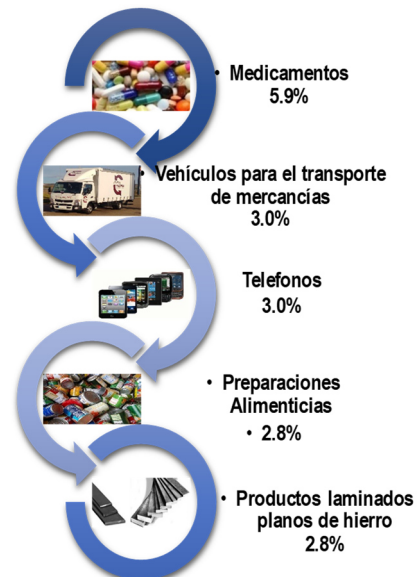 • Medicamentos
5.9%
• Vehículos para el transporte
de mercancías
3.0%
Telefonos
3.0%
• Preparaciones
Alimenticias
• 2.8%
• Productos laminados
planos de hierro
2.8%